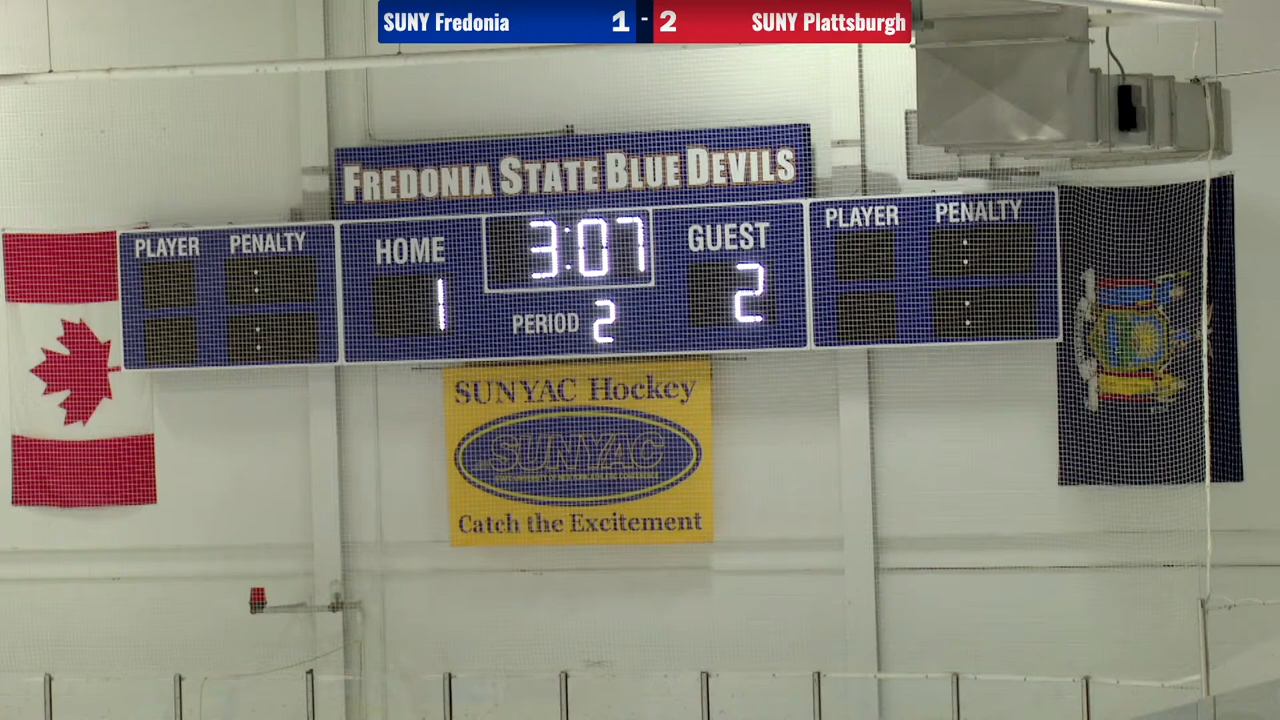 SUNY Fredonia 1 - 2 SUNY Plattsburgh
FREDONIA STATE BLUE DEVILS
PLAYER PENALTY HOME 3:07 GUEST PLAYER PENALTY
1 PERIOD 2 2
SUNYAC Hockey
SUNYAC
Catch the Excitement